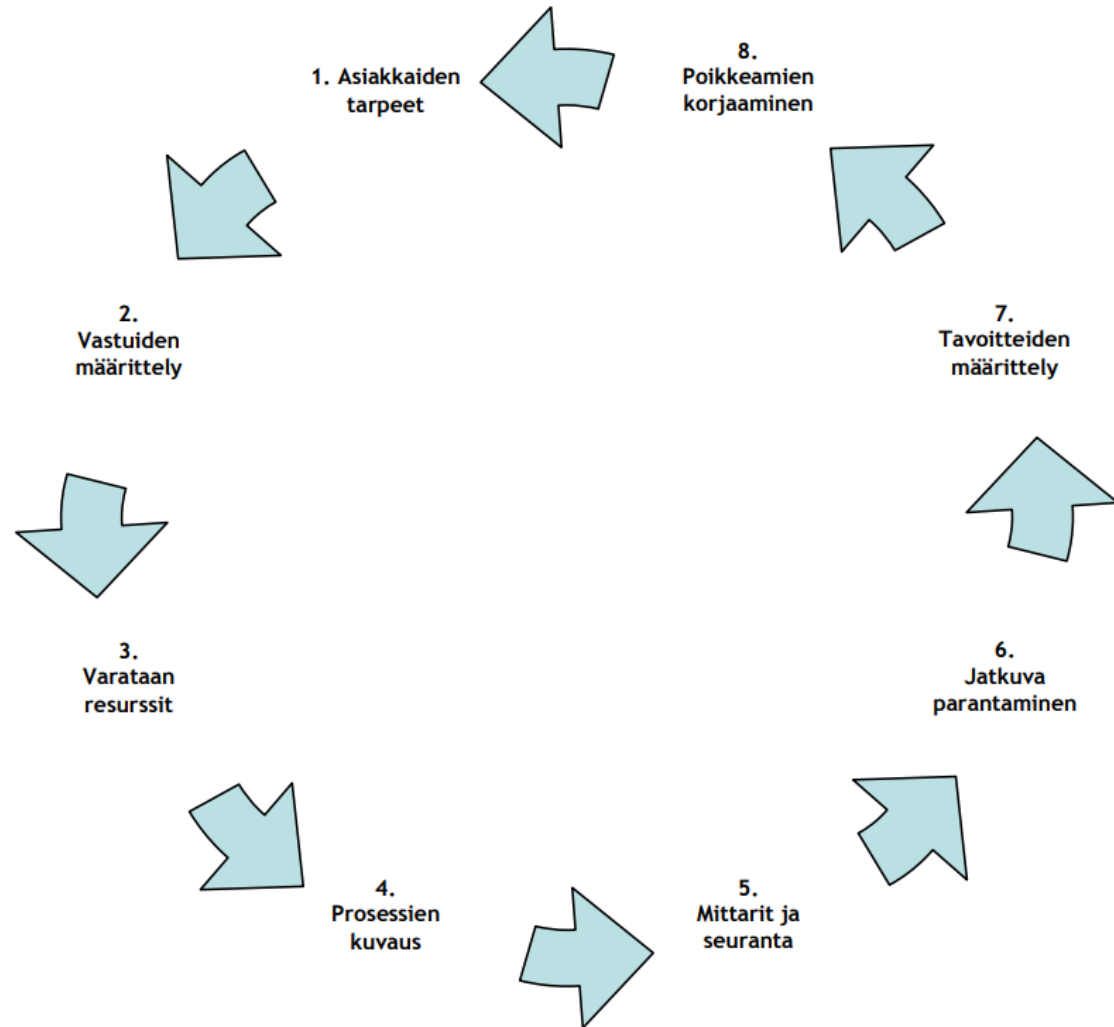 1. Asiakkaiden
tarpeet
2.
Vastuiden
määrittely
3.
Varataan
resurssit
4.
Prosessien
kuvaus
5.
Mittarit ja
seuranta
6.
Jatkuva
parantaminen
7.
Tavoitteiden
määrittely
8.
Poikkeamien
korjaaminen